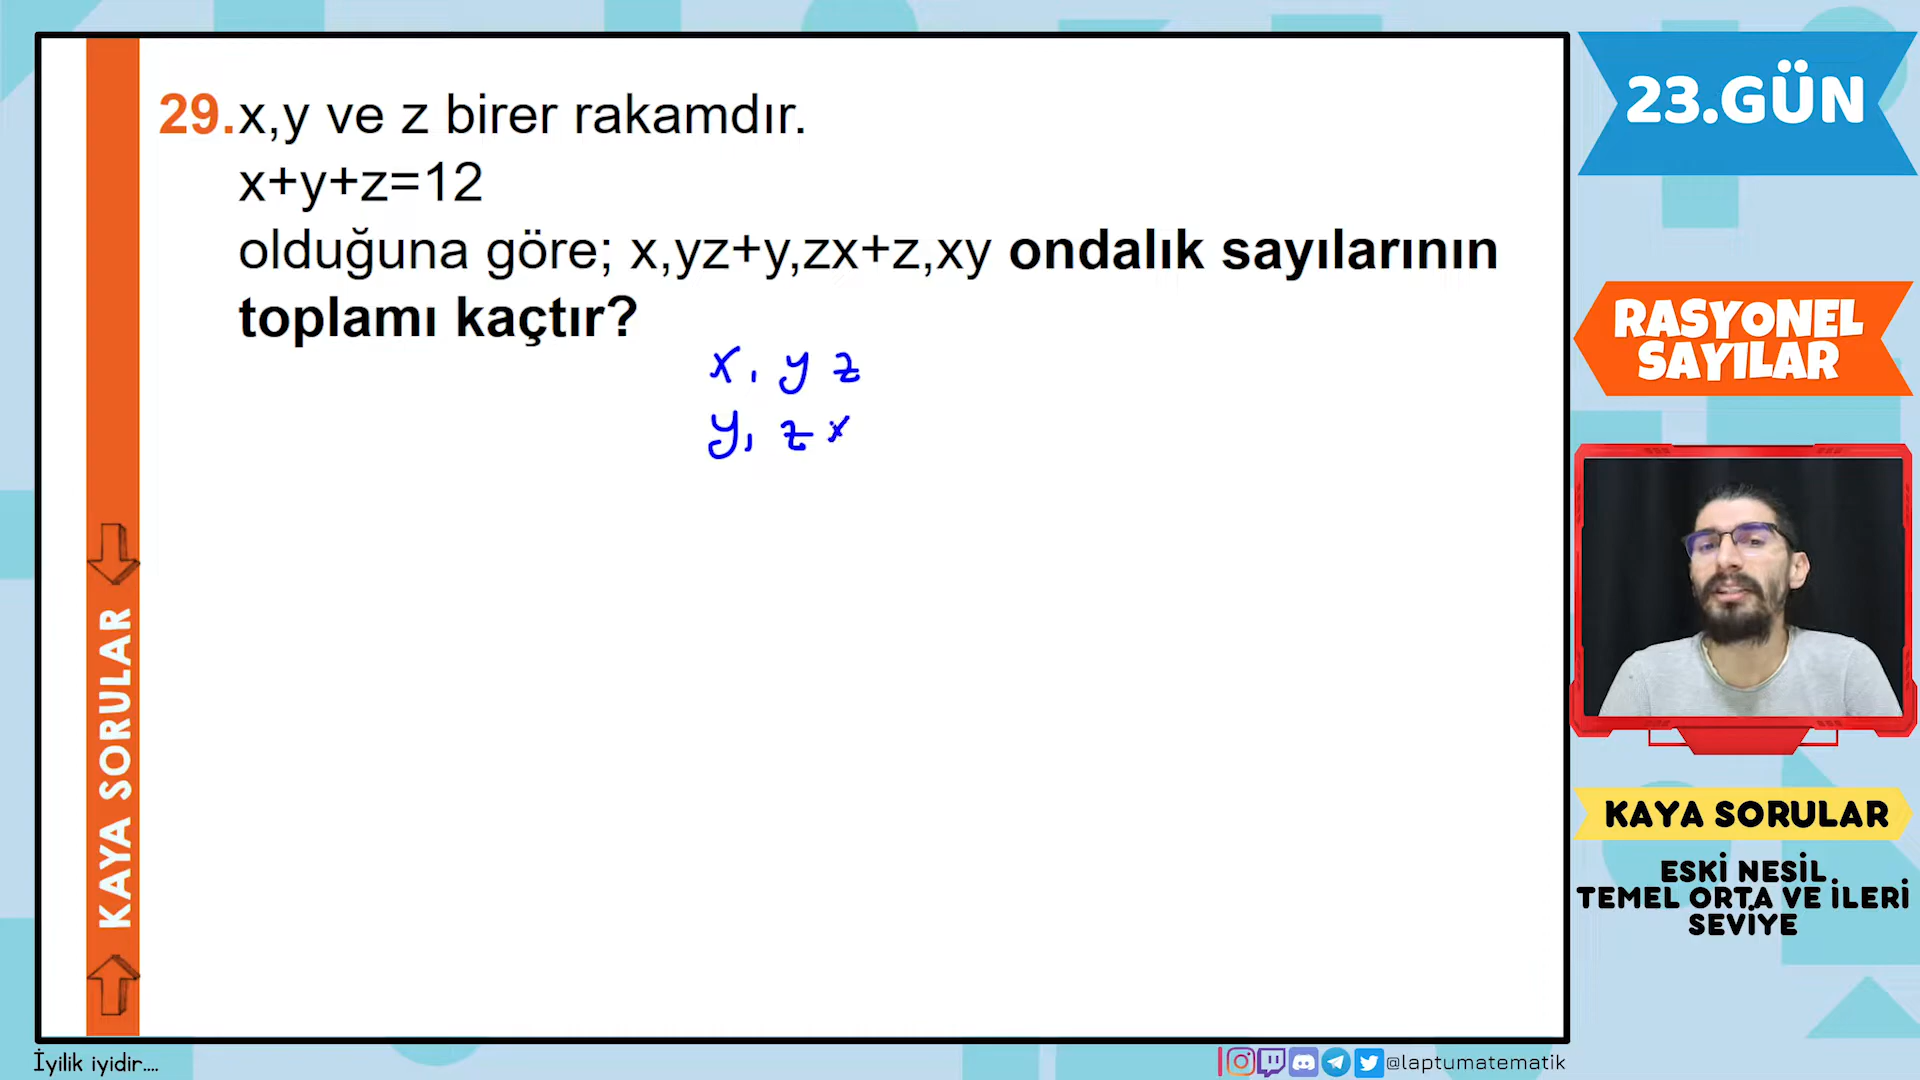 29.x,y ve z birer rakamdır.
x+y+z=12
olduğuna göre; x,yz+y,zx+z,xy ondalık sayılarının
toplamı kaçtır?
x, y z
y, z x
KAYA SORULAR
23.GÜN
RASYONEL
SAYILAR
KAYA SORULAR
ESKİ NESİL
TEMEL ORTA VE İLERİ
SEVİYE
İyilik iyidir....
@laptumatematik